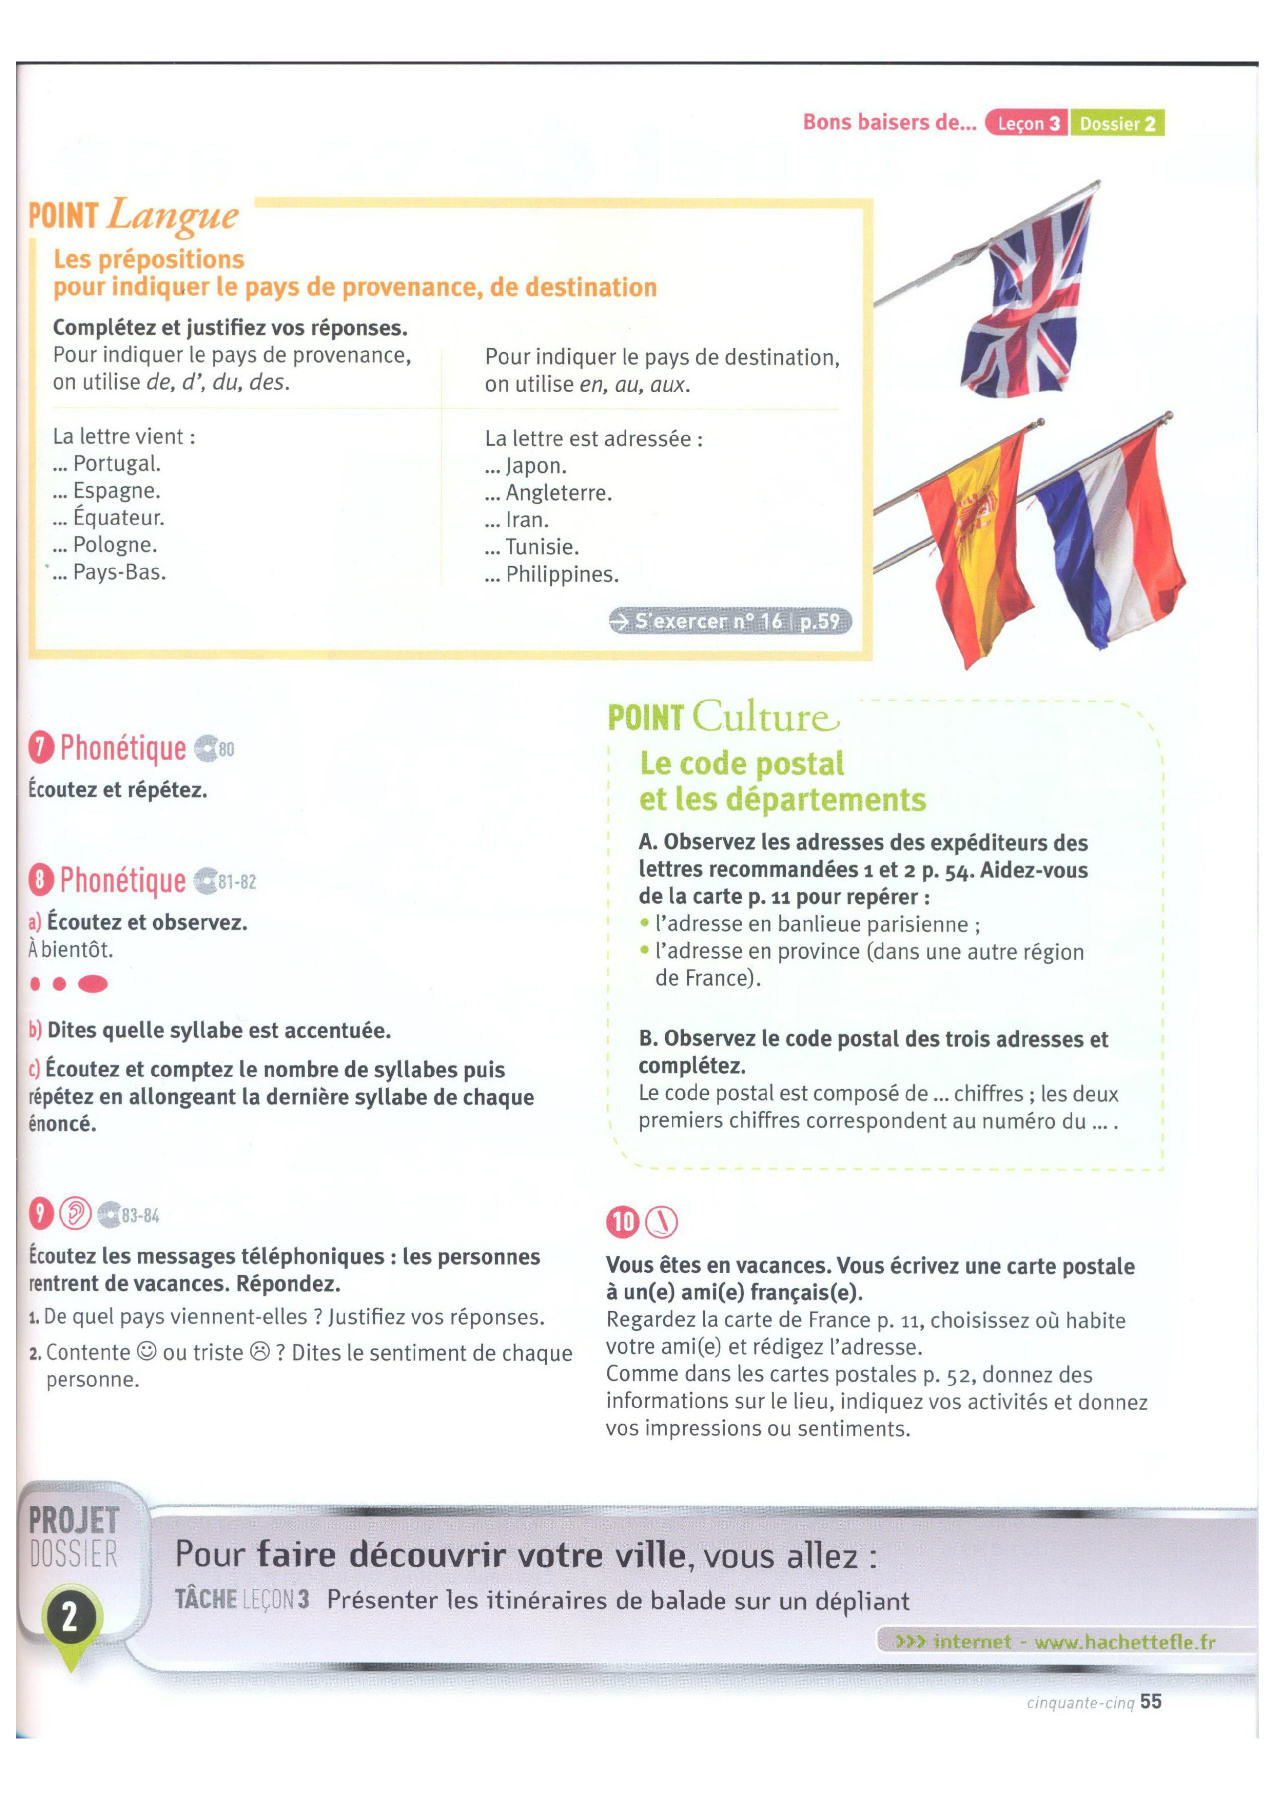 Bons baisers de... Leçon 3 Dossier 2
POINT Langue
Les prépositions
pour indiquer le pays de provenance, de destination
Complétez et justifiez vos réponses.
Pour indiquer le pays de provenance,
on utilise de, d', du, des.
La lettre vient :
... Portugal.
... Espagne.
... Équateur.
... Pologne.
... Pays-Bas.
Pour indiquer le pays de destination,
on utilise en, au, aux.
La lettre est adressée :
... Japon.
... Angleterre.
... Iran.
... Tunisie.
... Philippines.
→ S'exercer n° 16 | p.59
7 Phonétique 80
Écoutez et répétez.
8 Phonétique 81-82
a) Écoutez et observez.
À bientôt.
b) Dites quelle syllabe est accentuée.
c) Écoutez et comptez le nombre de syllabes puis
répétez en allongeant la dernière syllabe de chaque
énoncé.
9 83-84
Écoutez les messages téléphoniques : les personnes
rentrent de vacances. Répondez.
1. De quel pays viennent-elles ? Justifiez vos réponses.
2. Contente ☺ ou triste ☹ ? Dites le sentiment de chaque
personne.
POINT Culture
Le code postal
et les départements
A. Observez les adresses des expéditeurs des
lettres recommandées 1 et 2 p. 54. Aidez-vous
de la carte p. 11 pour repérer :
• l'adresse en banlieue parisienne ;
• l'adresse en province (dans une autre région
de France).
B. Observez le code postal des trois adresses et
complétez.
Le code postal est composé de ... chiffres ; les deux
premiers chiffres correspondent au numéro du ... .
10
Vous êtes en vacances. Vous écrivez une carte postale
à un(e) ami(e) français(e).
Regardez la carte de France p. 11, choisissez où habite
votre ami(e) et rédigez l'adresse.
Comme dans les cartes postales p. 52, donnez des
informations sur le lieu, indiquez vos activités et donnez
vos impressions ou sentiments.
PROJET
DOSSIER
2
Pour faire découvrir votre ville, vous allez :
TÂCHE LEÇON 3 Présenter les itinéraires de balade sur un dépliant
>>> internet - www.hachettefle.fr
cinquante-cinq 55